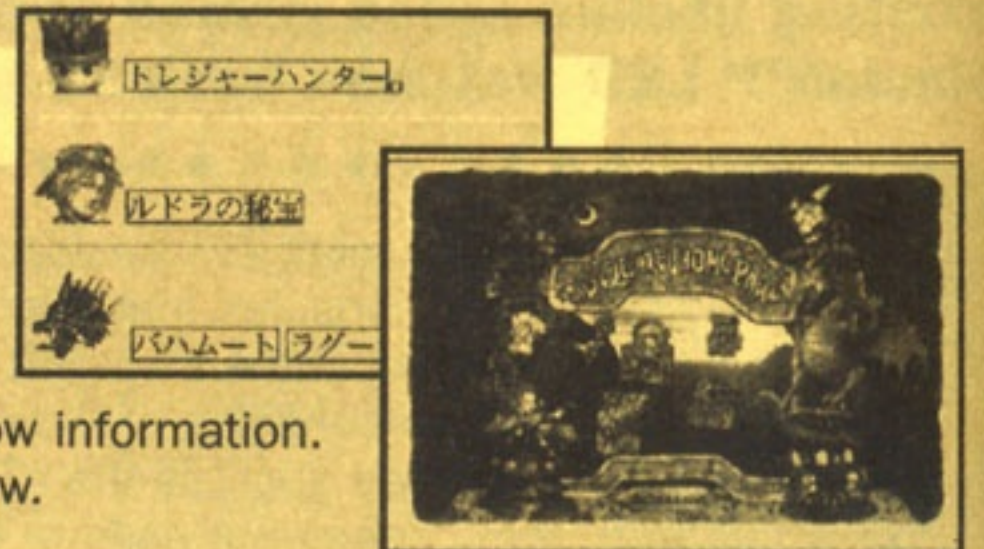 トレジャーハンター。
ルドラの秘宝
バハムート ラグー
ow information.
w.